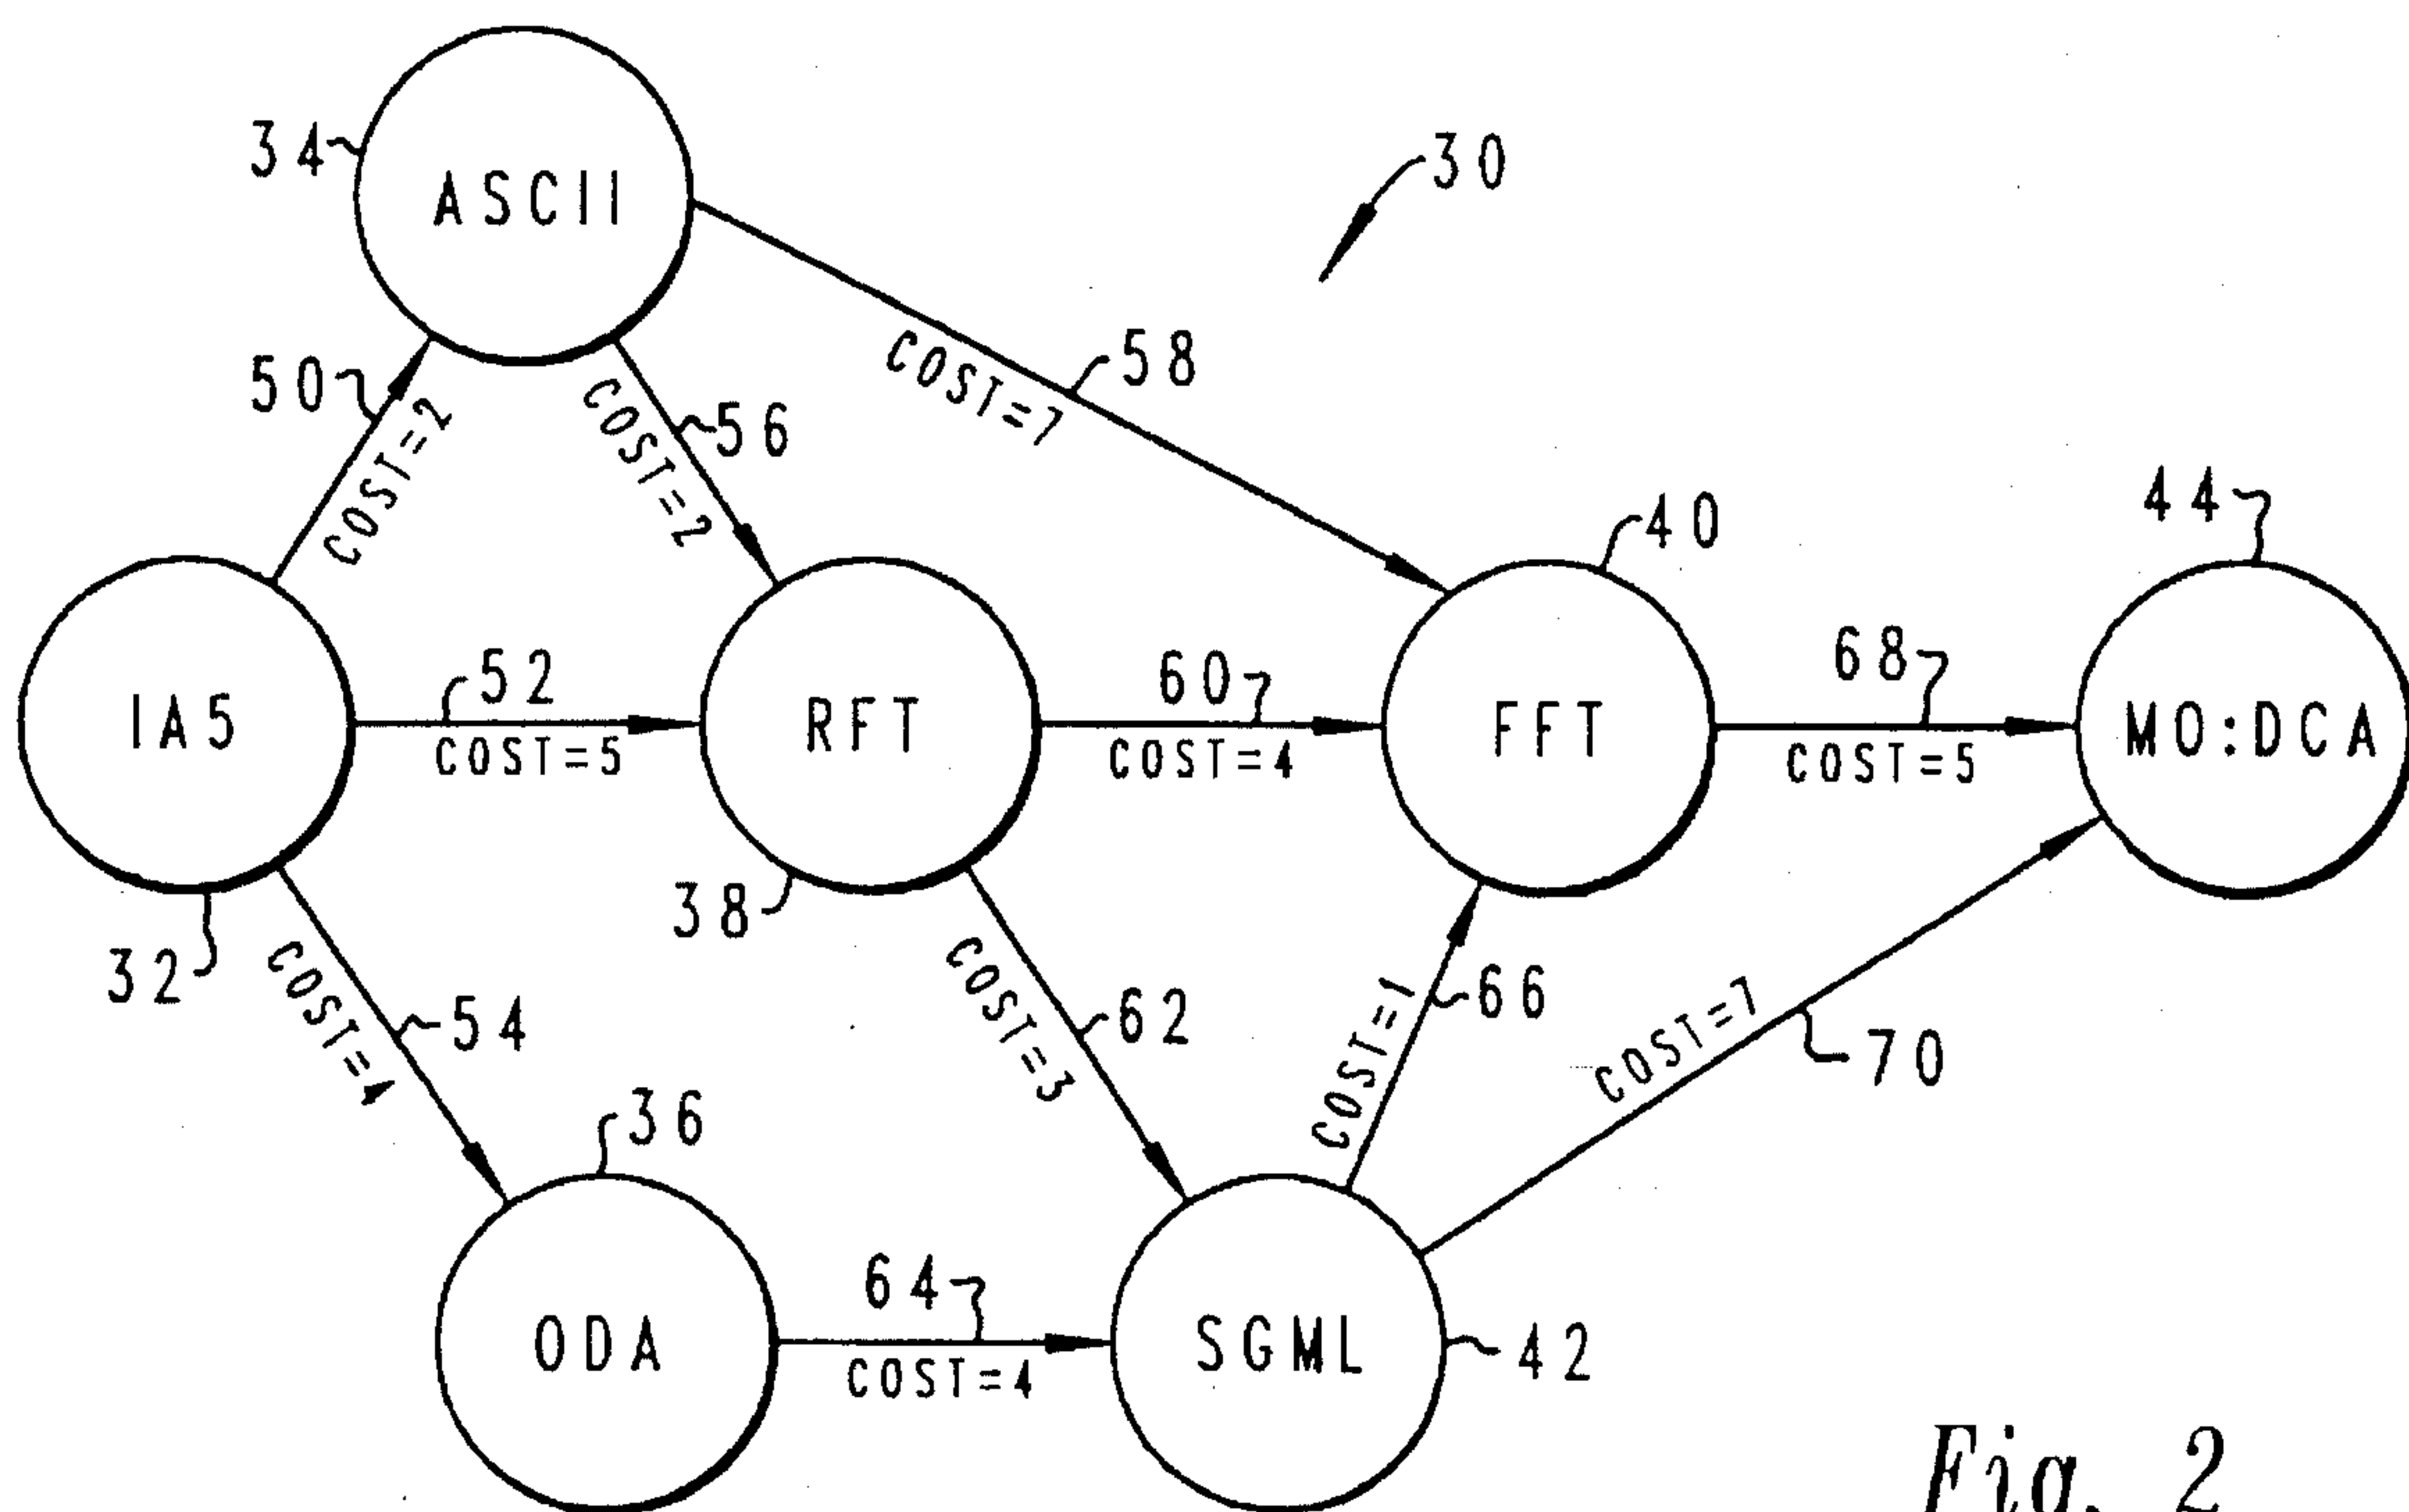 34
ASCII
30
50
COST=2
56
COST=2
58
COST=7
40
44
IA5
52
COST=5
RFT
60
COST=4
FFT
68
COST=5
MO:DCA
32
38
54
62
COST=3
66
COST=1
70
COST=7
36
ODA
64
COST=4
SGML
42
Fig. 2